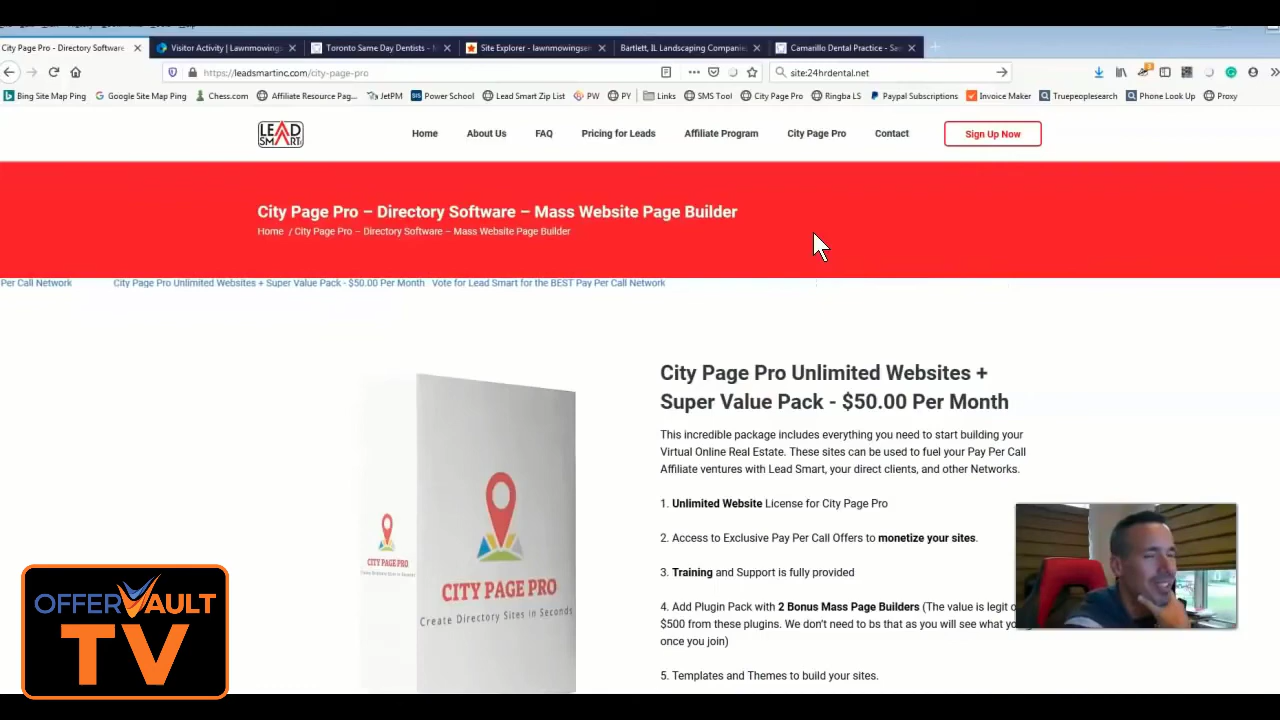 City Page Pro - Directory Software
Visitor Activity | Lawnmowings
Toronto Same Day Dentists -
Site Explorer - lawnmowingser
Bartlett, IL Landscaping Companie
Camarillo Dental Practice - Sa
https://leadsmartinc.com/city-page-pro
site:24hrdental.net
Bing Site Map Ping
Google Site Map Ping
Chess.com
Affiliate Resource Pag...
JetPM
Power School
Lead Smart Zip List
PW
PY
Links
SMS Tool
City Page Pro
Ringba LS
Paypal Subscriptions
Invoice Maker
Truepeoplesearch
Phone Look Up
Proxy
LEAD SMART
Home
About Us
FAQ
Pricing for Leads
Affiliate Program
City Page Pro
Contact
Sign Up Now
City Page Pro – Directory Software – Mass Website Page Builder
Home / City Page Pro – Directory Software – Mass Website Page Builder
Per Call Network City Page Pro Unlimited Websites + Super Value Pack - $50.00 Per Month Vote for Lead Smart for the BEST Pay Per Call Network
City Page Pro Unlimited Websites +
Super Value Pack - $50.00 Per Month
This incredible package includes everything you need to start building your
Virtual Online Real Estate. These sites can be used to fuel your Pay Per Call
Affiliate ventures with Lead Smart, your direct clients, and other Networks.
1. Unlimited Website License for City Page Pro
2. Access to Exclusive Pay Per Call Offers to monetize your sites.
3. Training and Support is fully provided
4. Add Plugin Pack with 2 Bonus Mass Page Builders (The value is legit o
$500 from these plugins. We don't need to bs that as you will see what yo
once you join)
5. Templates and Themes to build your sites.
CITY PAGE PRO
CITY PAGE PRO
Create Directory Sites in Seconds
OFFERVAULT
TV